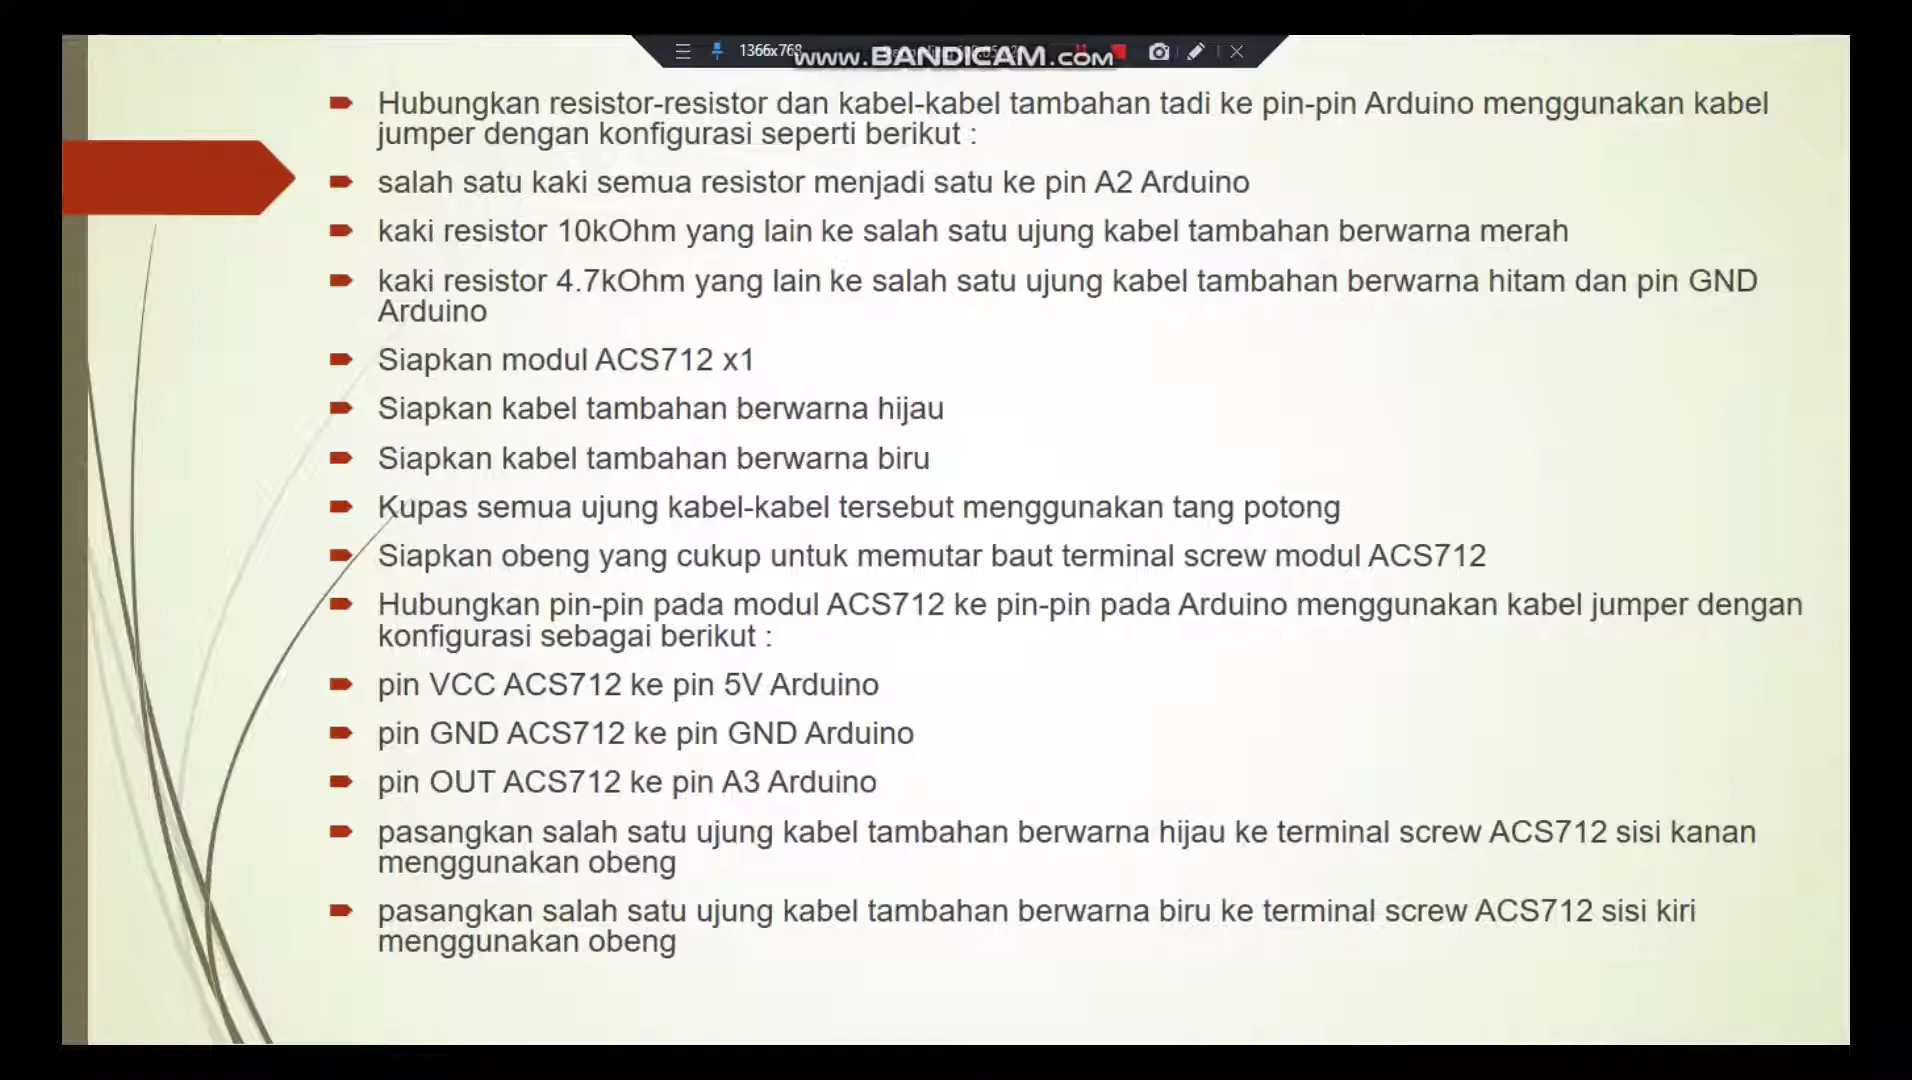 1366x768
www.BANDICAM.COM
Hubungkan resistor-resistor dan kabel-kabel tambahan tadi ke pin-pin Arduino menggunakan kabel
jumper dengan konfigurasi seperti berikut :
salah satu kaki semua resistor menjadi satu ke pin A2 Arduino
kaki resistor 10kOhm yang lain ke salah satu ujung kabel tambahan berwarna merah
kaki resistor 4.7kOhm yang lain ke salah satu ujung kabel tambahan berwarna hitam dan pin GND
Arduino
Siapkan modul ACS712 x1
Siapkan kabel tambahan berwarna hijau
Siapkan kabel tambahan berwarna biru
Kupas semua ujung kabel-kabel tersebut menggunakan tang potong
Siapkan obeng yang cukup untuk memutar baut terminal screw modul ACS712
Hubungkan pin-pin pada modul ACS712 ke pin-pin pada Arduino menggunakan kabel jumper dengan
konfigurasi sebagai berikut :
pin VCC ACS712 ke pin 5V Arduino
pin GND ACS712 ke pin GND Arduino
pin OUT ACS712 ke pin A3 Arduino
pasangkan salah satu ujung kabel tambahan berwarna hijau ke terminal screw ACS712 sisi kanan
menggunakan obeng
pasangkan salah satu ujung kabel tambahan berwarna biru ke terminal screw ACS712 sisi kiri
menggunakan obeng